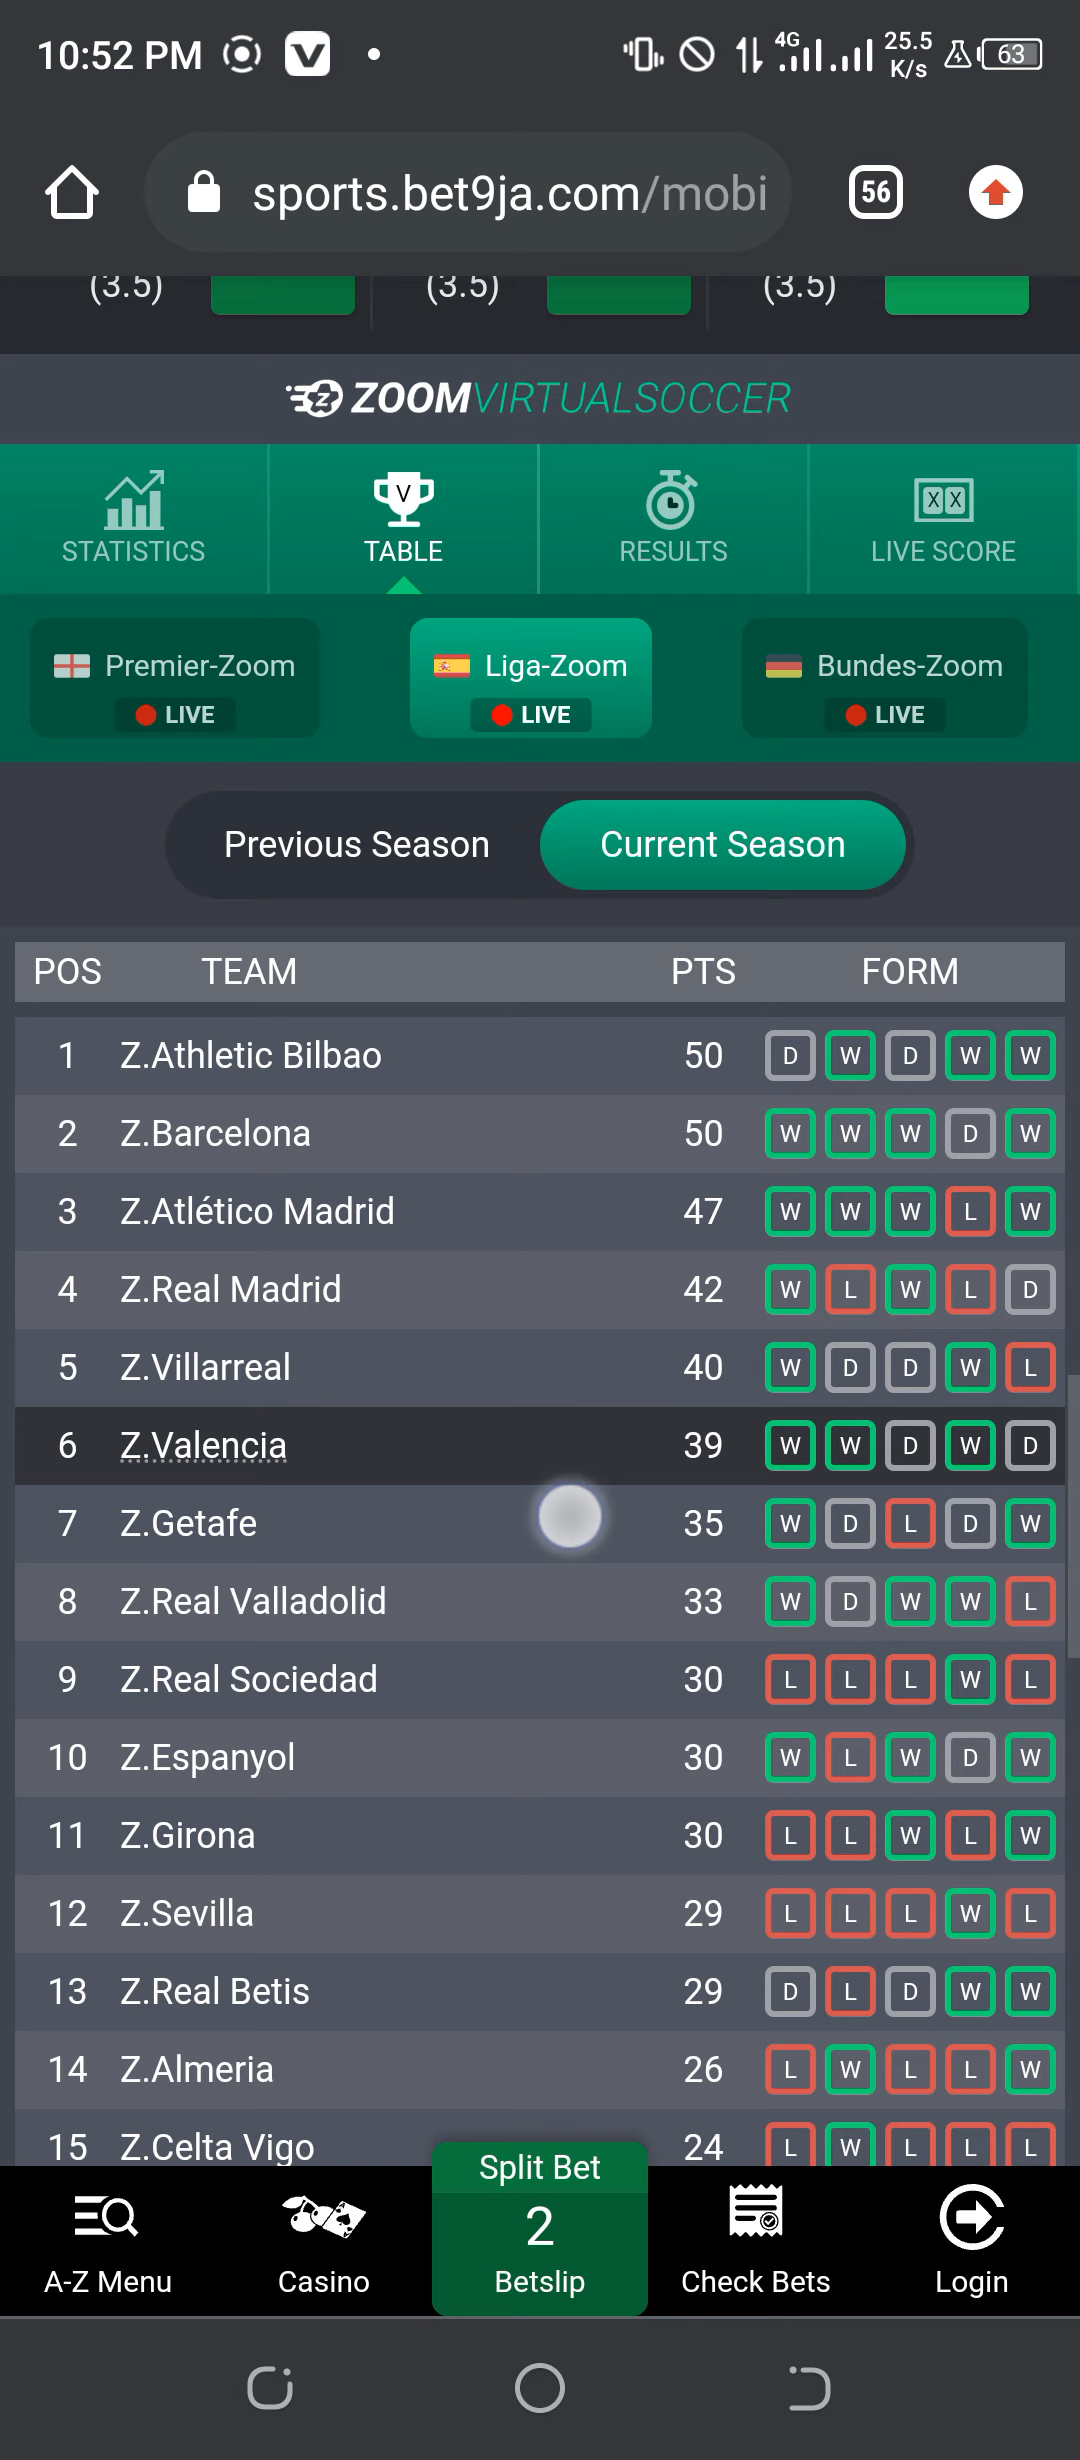 10:52 PM V 4G 25.5 K/s 63
sports.bet9ja.com/mobi 56
(3.5) (3.5) (3.5)
ZOOMVIRTUALSOCCER
STATISTICS TABLE RESULTS LIVE SCORE
Premier-Zoom Liga-Zoom Bundes-Zoom
LIVE LIVE LIVE
Previous Season Current Season
POS TEAM PTS FORM
1 Z.Athletic Bilbao 50 D W D W W
2 Z.Barcelona 50 W W W D W
3 Z.Atlético Madrid 47 W W W L W
4 Z.Real Madrid 42 W L W L D
5 Z.Villarreal 40 W D D W L
6 Z.Valencia 39 W W D W D
7 Z.Getafe 35 W D L D W
8 Z.Real Valladolid 33 W D W W L
9 Z.Real Sociedad 30 L L L W L
10 Z.Espanyol 30 W L W D W
11 Z.Girona 30 L L W L W
12 Z.Sevilla 29 L L L W L
13 Z.Real Betis 29 D L D W W
14 Z.Almeria 26 L W L L W
15 Z.Celta Vigo 24 L W L L L
Split Bet
2
A-Z Menu Casino Betslip Check Bets Login